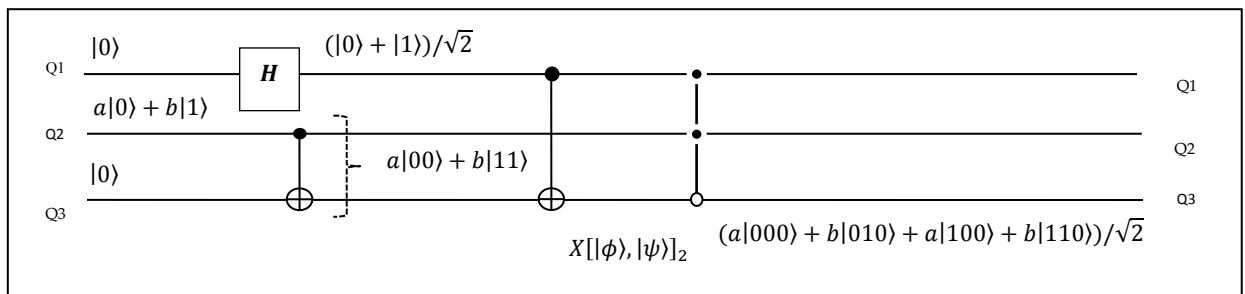 |0⟩ (|0⟩ + |1⟩)/√2
Q1 H Q1
a|0⟩ + b|1⟩
Q2 a|00⟩ + b|11⟩ Q2
|0⟩
Q3 Q3
X[|ϕ⟩, |ψ⟩]₂ (a|000⟩ + b|010⟩ + a|100⟩ + b|110⟩)/√2